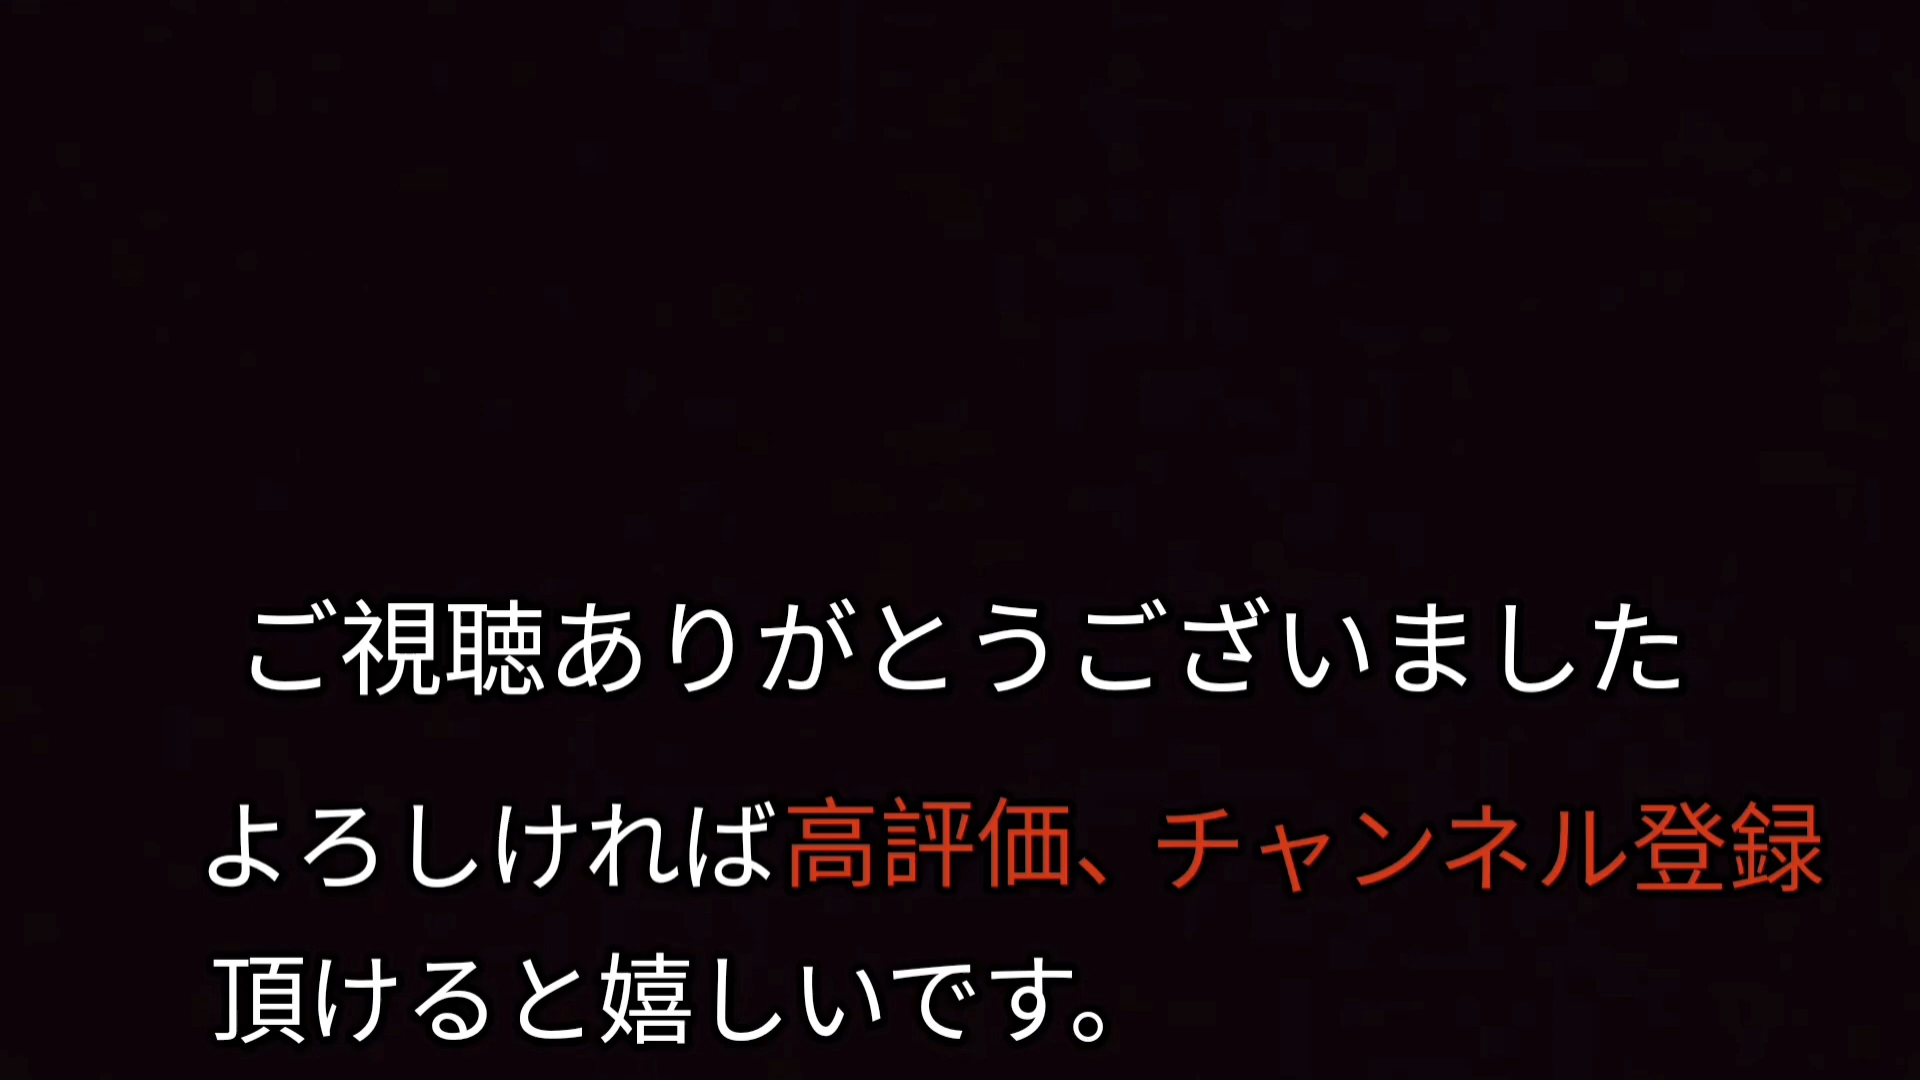 ご視聴ありがとうございました
よろしければ高評価、チャンネル登録
頂けると嬉しいです。